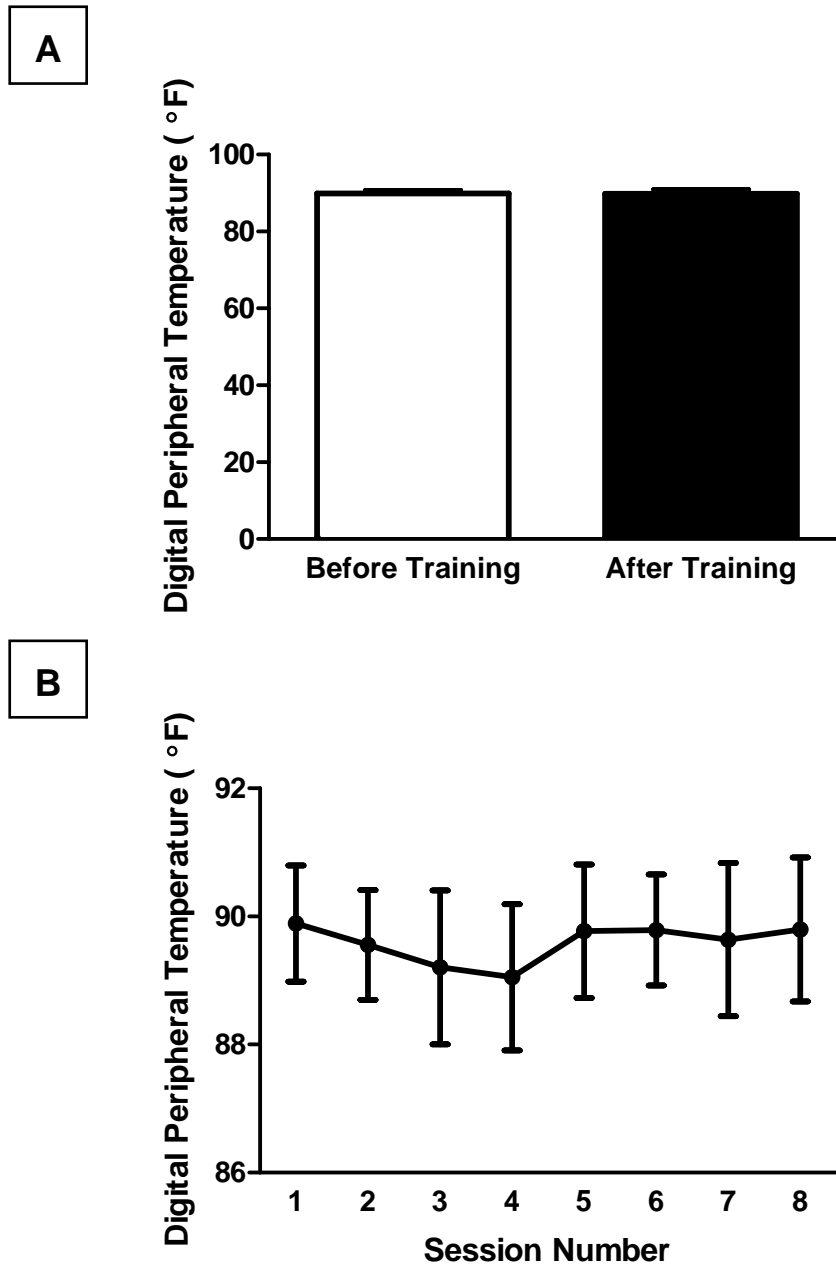 A
Digital Peripheral Temperature ( °F)
100
80
60
40
20
0
Before Training After Training
B
Digital Peripheral Temperature ( °F)
92
90
88
86
1 2 3 4 5 6 7 8
Session Number